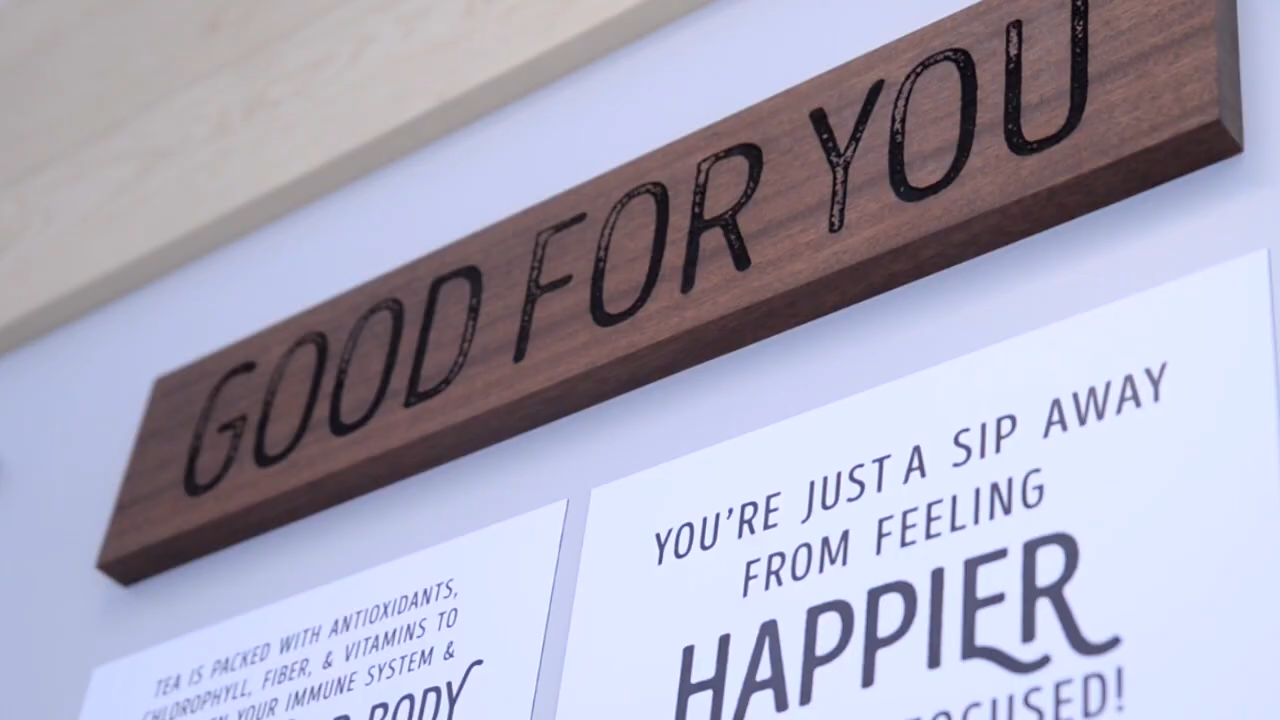 GOOD FOR YOU
TEA IS PACKED WITH ANTIOXIDANTS,
CHLOROPHYLL, FIBER, & VITAMINS TO
YOUR IMMUNE SYSTEM &
BODY
YOU'RE JUST A SIP AWAY
FROM FEELING
HAPPIER
FOCUSED!